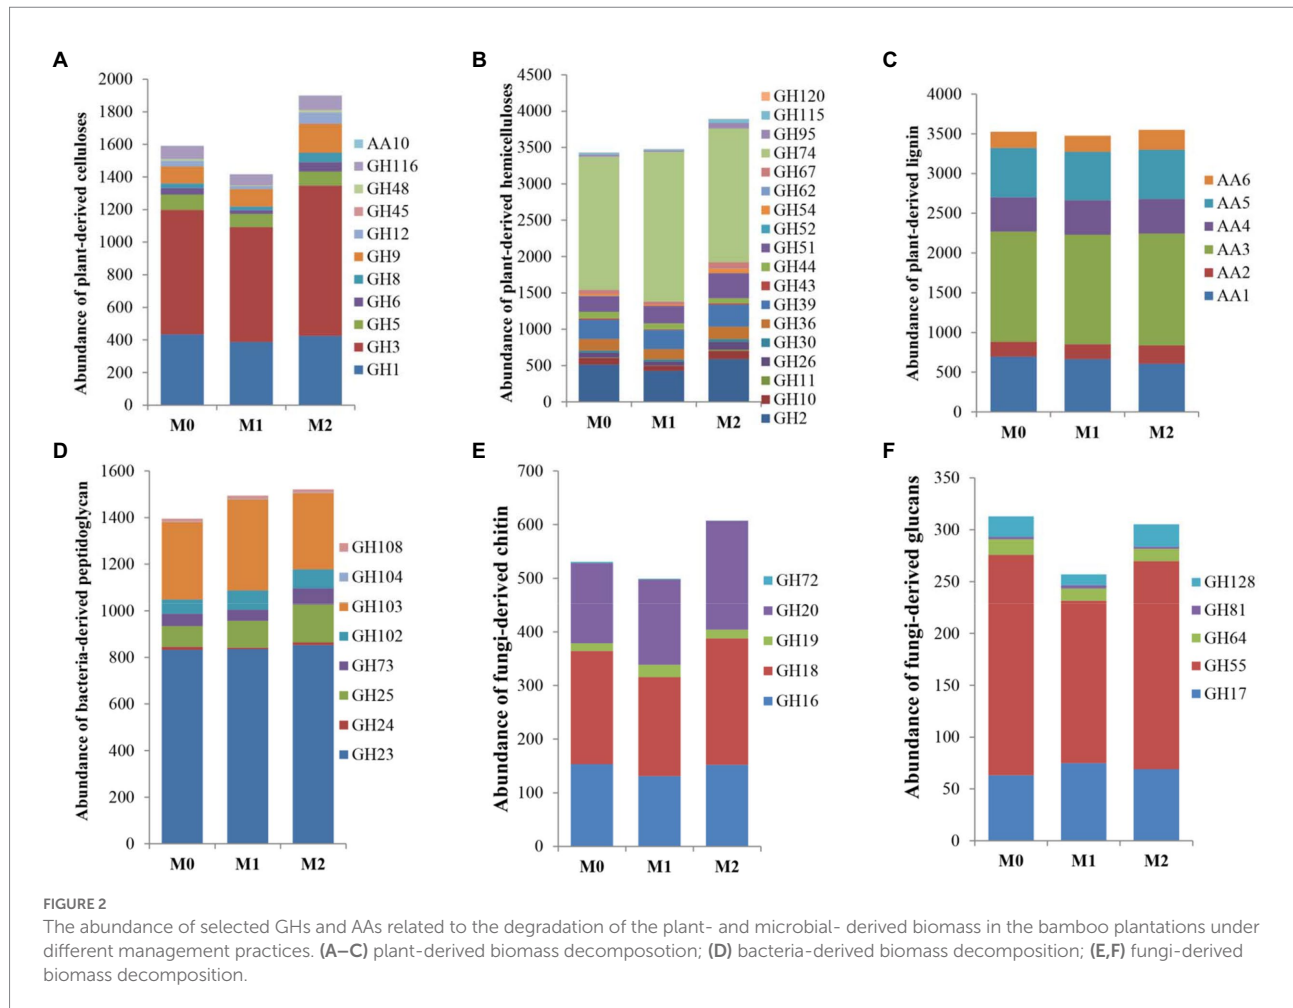 A
Abundance of plant-derived celluloses
2000
1800
1600
1400
1200
1000
800
600
400
200
0
M0 M1 M2
AA10
GH116
GH48
GH45
GH12
GH9
GH8
GH6
GH5
GH3
GH1
B
Abundance of plant-derived hemicelluloses
4500
4000
3500
3000
2500
2000
1500
1000
500
0
M0 M1 M2
GH120
GH115
GH95
GH74
GH67
GH62
GH54
GH52
GH51
GH44
GH43
GH39
GH36
GH30
GH26
GH11
GH10
GH2
C
Abundance of plant-derived lignin
4000
3500
3000
2500
2000
1500
1000
500
0
M0 M1 M2
AA6
AA5
AA4
AA3
AA2
AA1
D
Abundance of bacteria-derived peptidoglycan
1600
1400
1200
1000
800
600
400
200
0
M0 M1 M2
GH108
GH104
GH103
GH102
GH73
GH25
GH24
GH23
E
Abundance of fungi-derived chitin
700
600
500
400
300
200
100
0
M0 M1 M2
GH72
GH20
GH19
GH18
GH16
F
Abundance of fungi-derived glucans
350
300
250
200
150
100
50
0
M0 M1 M2
GH128
GH81
GH64
GH55
GH17
FIGURE 2
The abundance of selected GHs and AAs related to the degradation of the plant- and microbial- derived biomass in the bamboo plantations under
different management practices. (A–C) plant-derived biomass decomposotion; (D) bacteria-derived biomass decomposition; (E,F) fungi-derived
biomass decomposition.